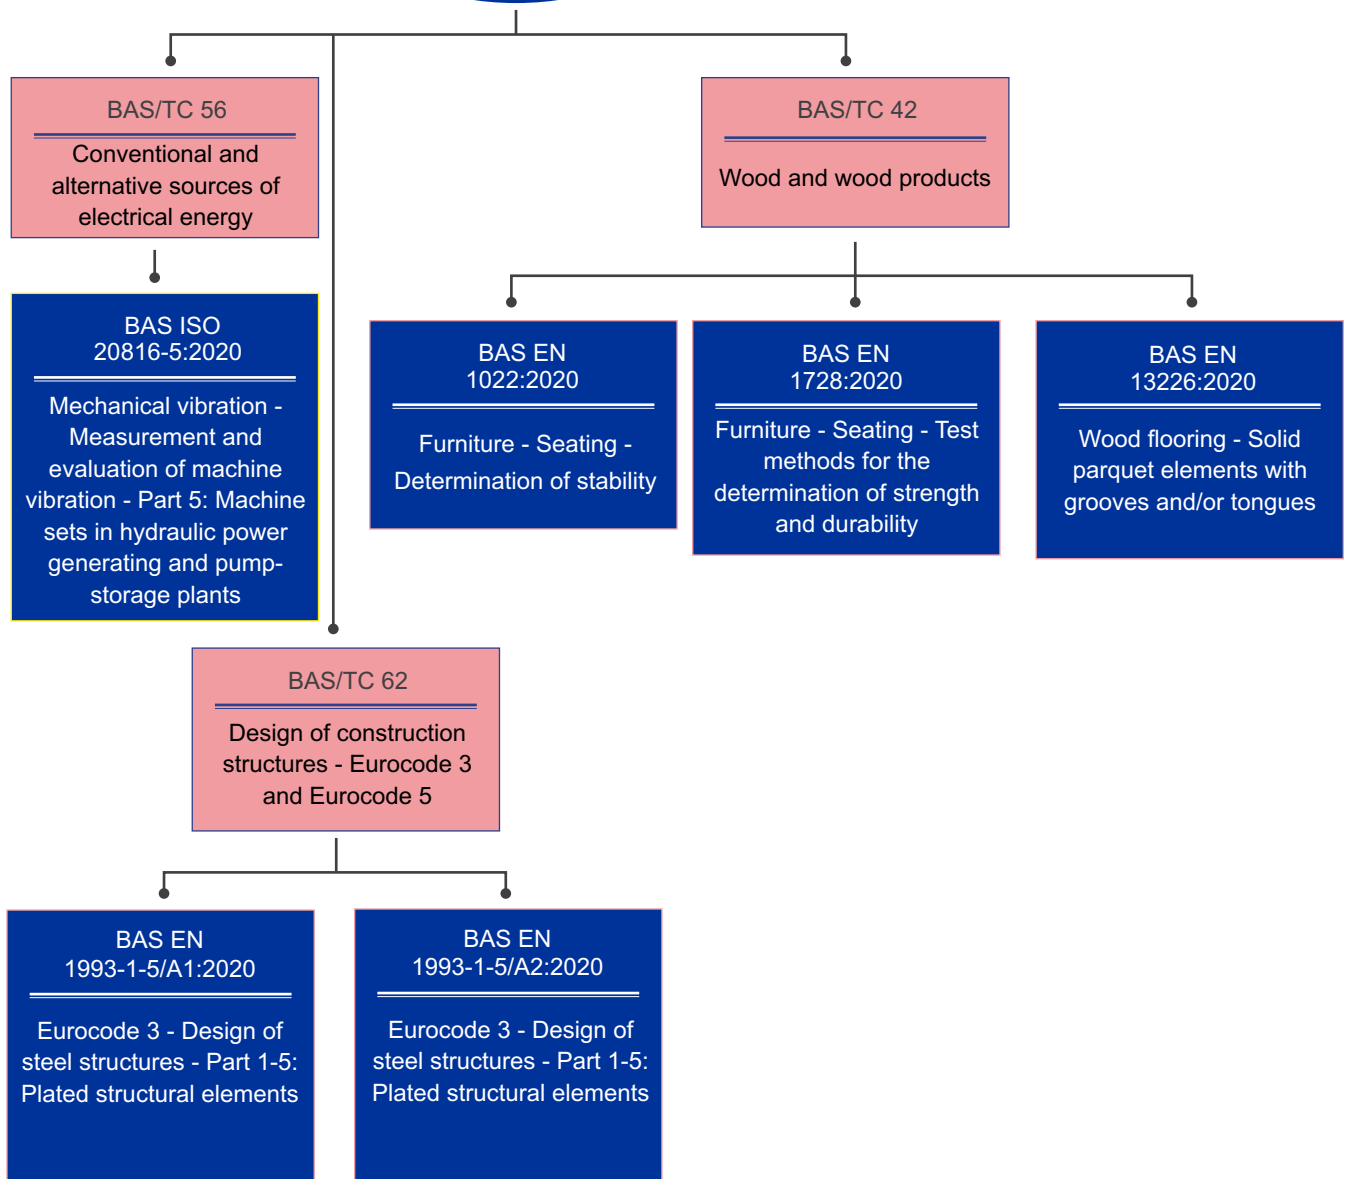 BAS/TC 56
Conventional and
alternative sources of
electrical energy
BAS/TC 42
Wood and wood products
BAS ISO
20816-5:2020
Mechanical vibration -
Measurement and
evaluation of machine
vibration - Part 5: Machine
sets in hydraulic power
generating and pump-
storage plants
BAS EN
1022:2020
Furniture - Seating -
Determination of stability
BAS EN
1728:2020
Furniture - Seating - Test
methods for the
determination of strength
and durability
BAS EN
13226:2020
Wood flooring - Solid
parquet elements with
grooves and/or tongues
BAS/TC 62
Design of construction
structures - Eurocode 3
and Eurocode 5
BAS EN
1993-1-5/A1:2020
Eurocode 3 - Design of
steel structures - Part 1-5:
Plated structural elements
BAS EN
1993-1-5/A2:2020
Eurocode 3 - Design of
steel structures - Part 1-5:
Plated structural elements